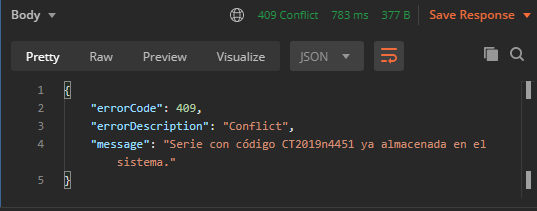 Body 409 Conflict 783 ms 377 B Save Response
Pretty Raw Preview Visualize JSON
1 {
2 "errorCode": 409,
3 "errorDescription": "Conflict",
4 "message": "Serie con código CT2019n4451 ya almacenada en el
sistema."
5 }